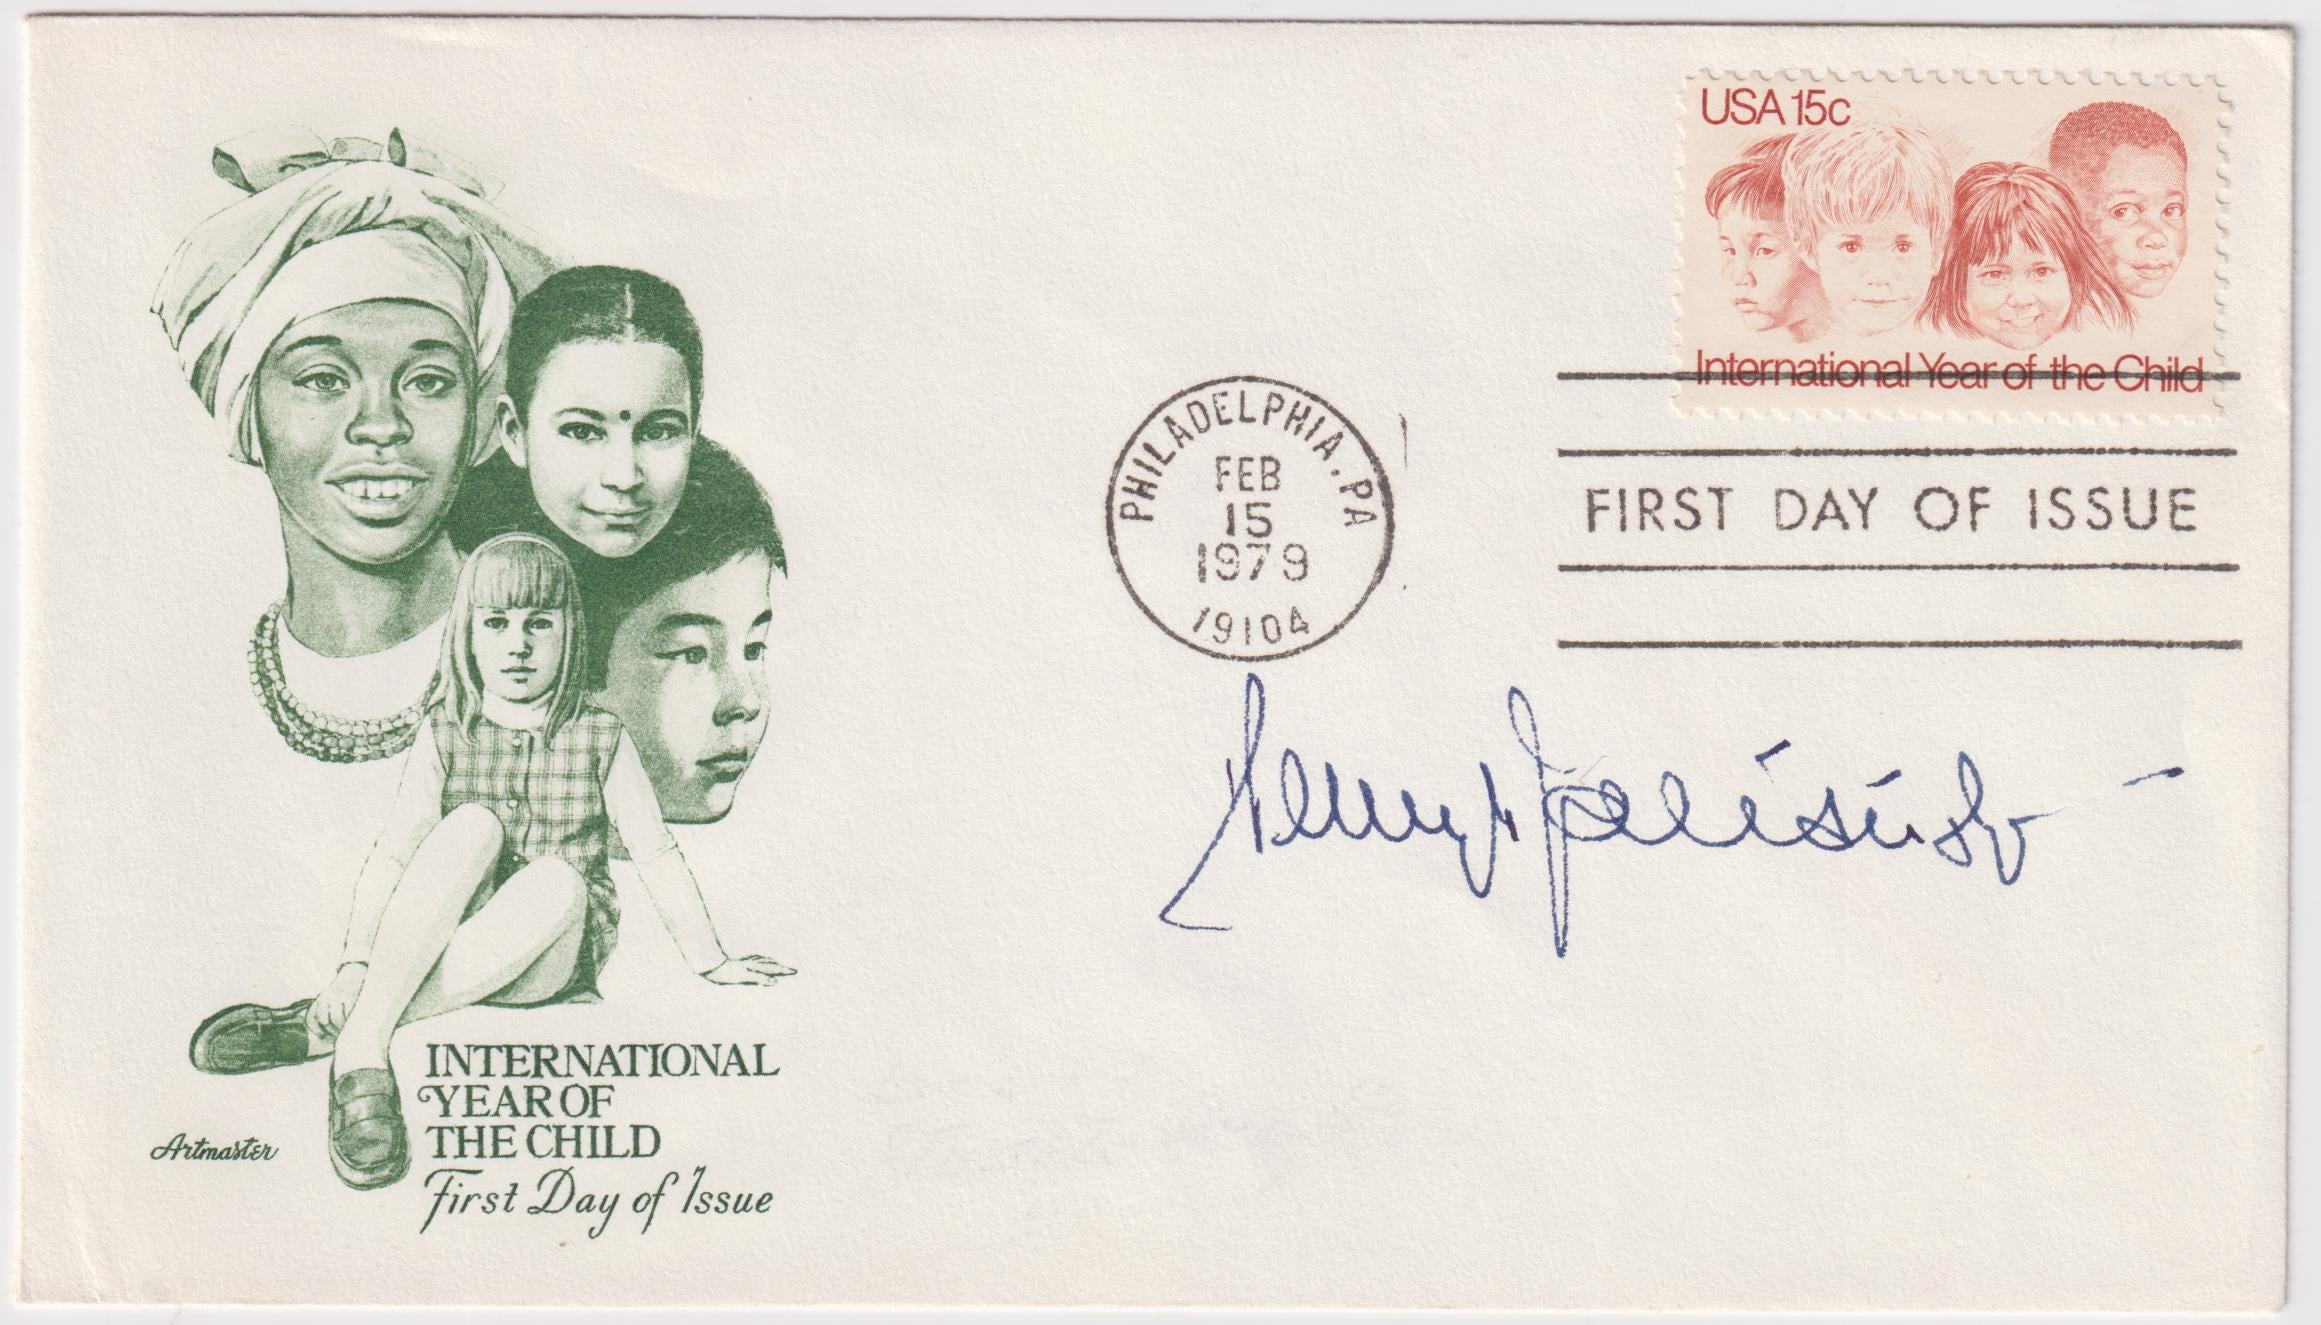 USA 15c
International Year of the Child
PHILADELPHIA, PA
FEB
15
1979
19104
FIRST DAY OF ISSUE
INTERNATIONAL
YEAR OF
THE CHILD
First Day of Issue
Artmaster